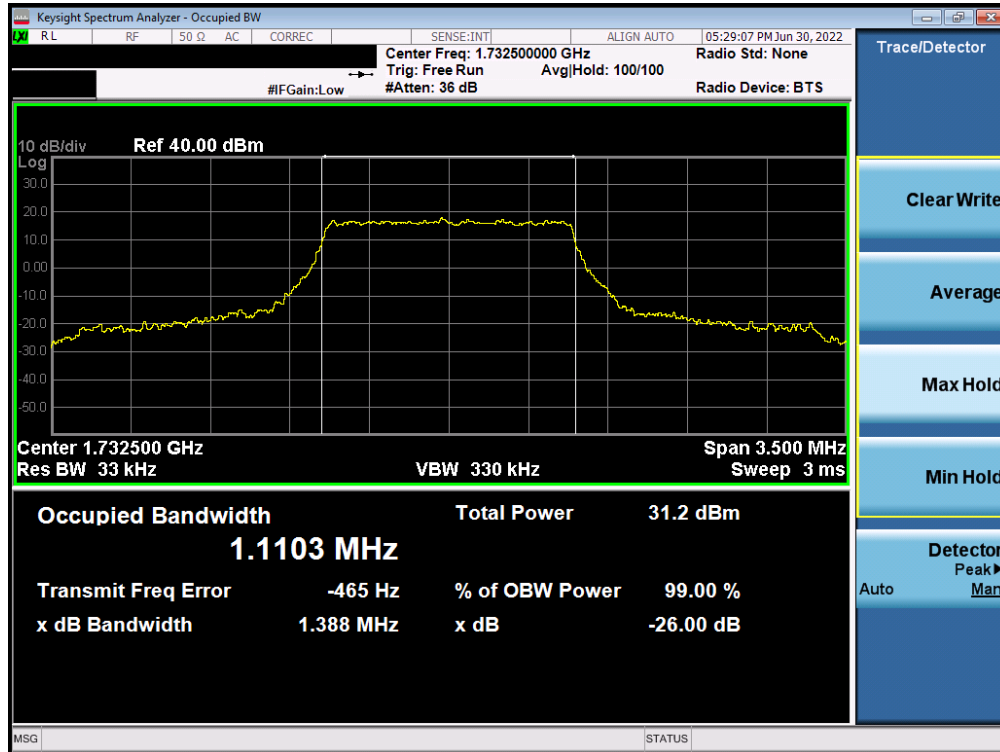 Keysight Spectrum Analyzer - Occupied BW
LXI RL RF 50 Ω AC CORREC SENSE:INT ALIGN AUTO 05:29:07 PM Jun 30, 2022
Center Freq: 1.732500000 GHz Radio Std: None
Trig: Free Run Avg|Hold: 100/100
#IFGain:Low #Atten: 36 dB Radio Device: BTS
10 dB/div Ref 40.00 dBm
Log
30.0
20.0
10.0
0.00
-10.0
-20.0
-30.0
-40.0
-50.0
Center 1.732500 GHz Span 3.500 MHz
Res BW 33 kHz VBW 330 kHz Sweep 3 ms
Occupied Bandwidth Total Power 31.2 dBm
1.1103 MHz
Transmit Freq Error -465 Hz % of OBW Power 99.00 %
x dB Bandwidth 1.388 MHz x dB -26.00 dB
MSG STATUS
Trace/Detector
Clear Write
Average
Max Hold
Min Hold
Detector
Peak
Auto Man